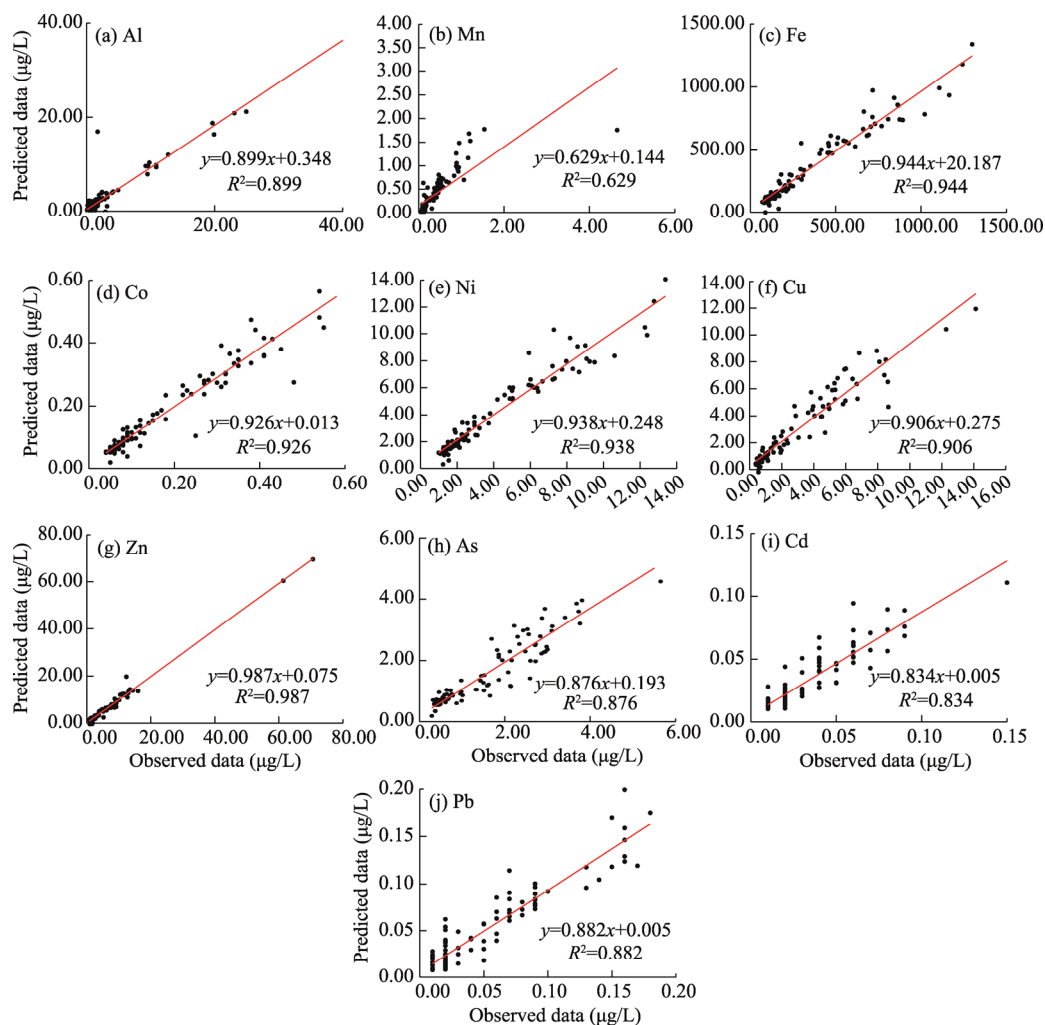 (a) Al
Predicted data (μg/L)
40.00
20.00
0.00
y=0.899x+0.348
R²=0.899
0.00 20.00 40.00
(b) Mn
4.00
3.50
3.00
2.50
2.00
1.50
1.00
0.50
0.00
y=0.629x+0.144
R²=0.629
0.00 2.00 4.00 6.00
(c) Fe
1500.00
1000.00
500.00
0.00
y=0.944x+20.187
R²=0.944
500.00 1000.00 1500.00
(d) Co
Predicted data (μg/L)
0.60
0.40
0.20
0.00
y=0.926x+0.013
R²=0.926
0.00 0.20 0.40 0.60
(e) Ni
14.00
12.00
10.00
8.00
6.00
4.00
2.00
0.00
y=0.938x+0.248
R²=0.938
0.00 2.00 4.00 6.00 8.00 10.00 12.00 14.00
(f) Cu
14.00
12.00
10.00
8.00
6.00
4.00
2.00
0.00
y=0.906x+0.275
R²=0.906
0.00 2.00 4.00 6.00 8.00 10.00 12.00 14.00 16.00
(g) Zn
Predicted data (μg/L)
80.00
60.00
40.00
20.00
0.00
y=0.987x+0.075
R²=0.987
0.00 20.00 40.00 60.00 80.00
Observed data (μg/L)
(h) As
6.00
4.00
2.00
0.00
y=0.876x+0.193
R²=0.876
0.00 2.00 4.00 6.00
Observed data (μg/L)
(i) Cd
0.15
0.10
0.05
0.00
y=0.834x+0.005
R²=0.834
0.00 0.05 0.10 0.15
Observed data (μg/L)
(j) Pb
Predicted data (μg/L)
0.20
0.15
0.10
0.05
0.00
y=0.882x+0.005
R²=0.882
0.00 0.05 0.10 0.20
Observed data (μg/L)